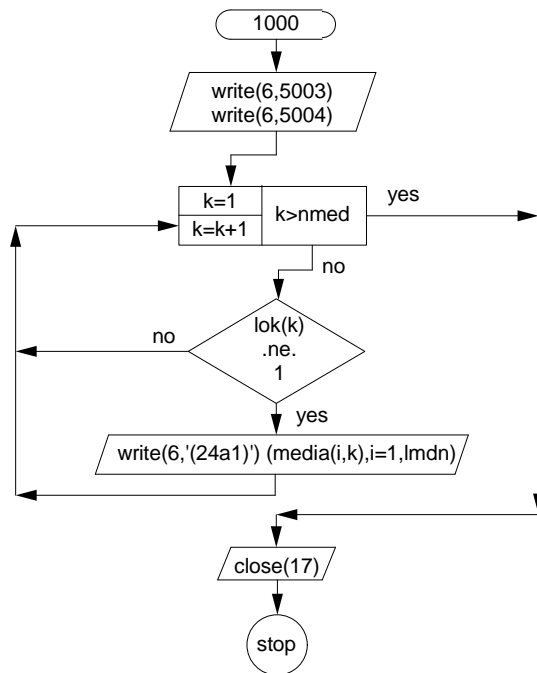 1000
write(6,5003)
write(6,5004)
k=1
k=k+1
k>nmed
yes
no
lok(k)
.ne.
1
no
yes
write(6,'(24a1)') (media(i,k),i=1,lmdn)
close(17)
stop